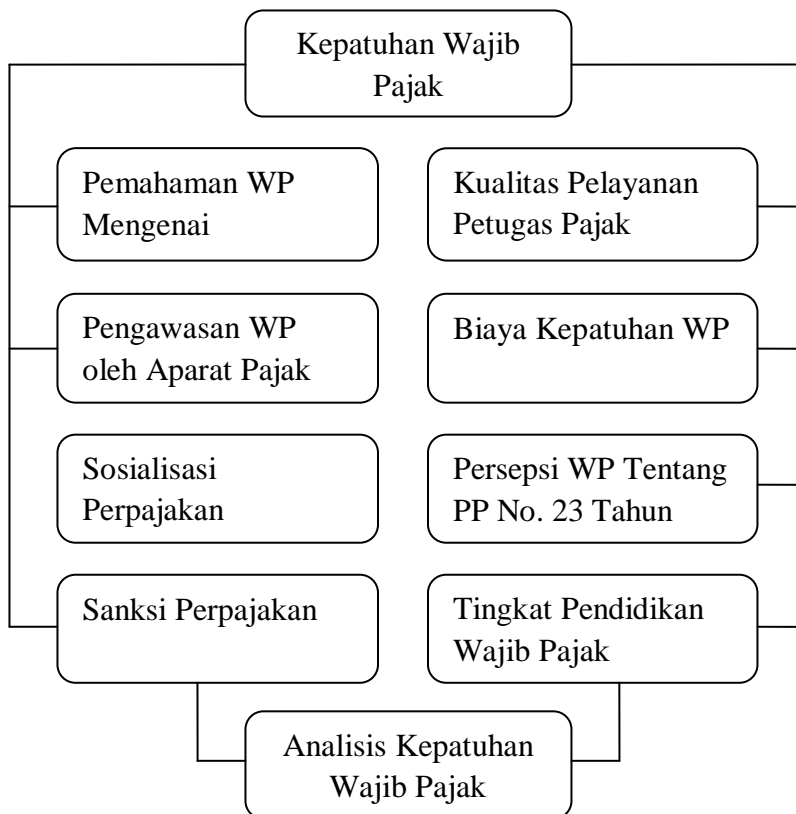 Kepatuhan Wajib
Pajak
Pemahaman WP
Mengenai
Kualitas Pelayanan
Petugas Pajak
Pengawasan WP
oleh Aparat Pajak
Biaya Kepatuhan WP
Sosialisasi
Perpajakan
Persepsi WP Tentang
PP No. 23 Tahun
Sanksi Perpajakan
Tingkat Pendidikan
Wajib Pajak
Analisis Kepatuhan
Wajib Pajak